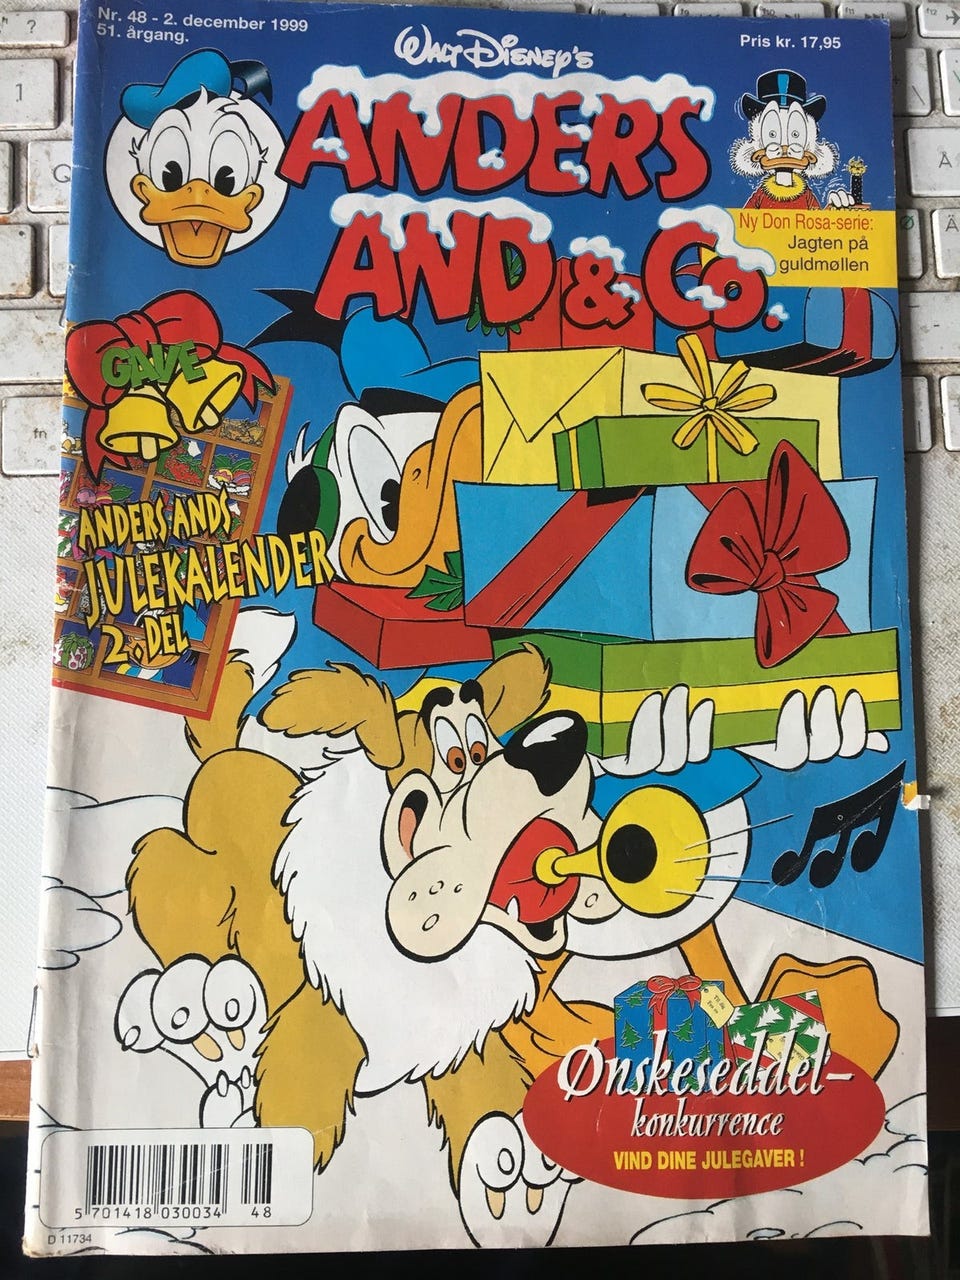 Nr. 48 - 2. december 1999
51. årgang.
WALT DISNEY'S
Pris kr. 17,95
ANDERS
AND & Co.
Ny Don Rosa-serie:
Jagten på
guldmøllen
GAVE
ANDERS ANDS
JULEKALENDER
2. DEL
Ønskeseddel-
konkurrence
VIND DINE JULEGAVER !
5 701418 030034 48
D 11734
1
Q
fn